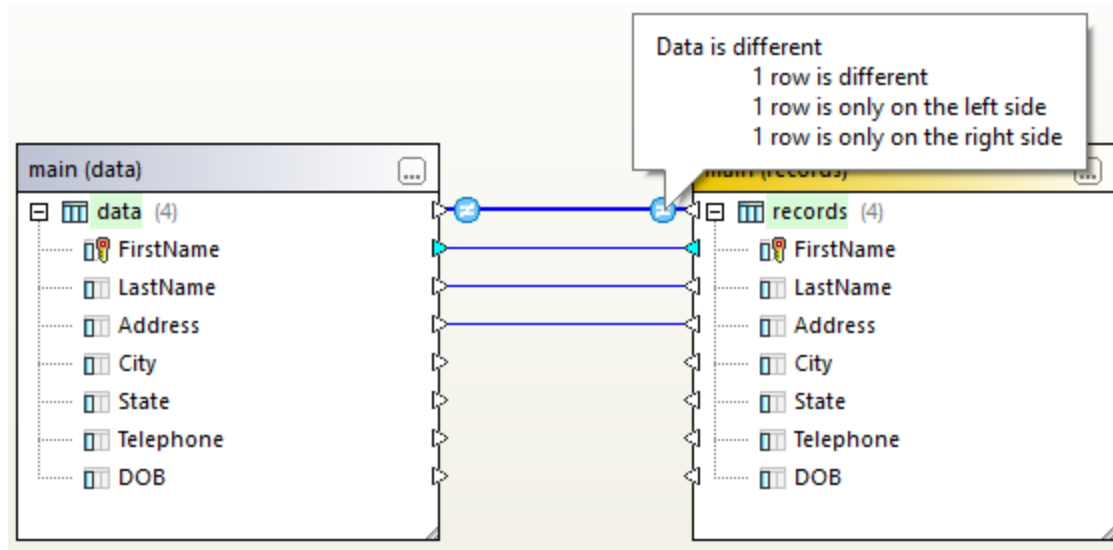 Data is different
1 row is different
1 row is only on the left side
1 row is only on the right side
main (data)
...
main (records)
...
data (4)
records (4)
FirstName
FirstName
LastName
LastName
Address
Address
City
City
State
State
Telephone
Telephone
DOB
DOB